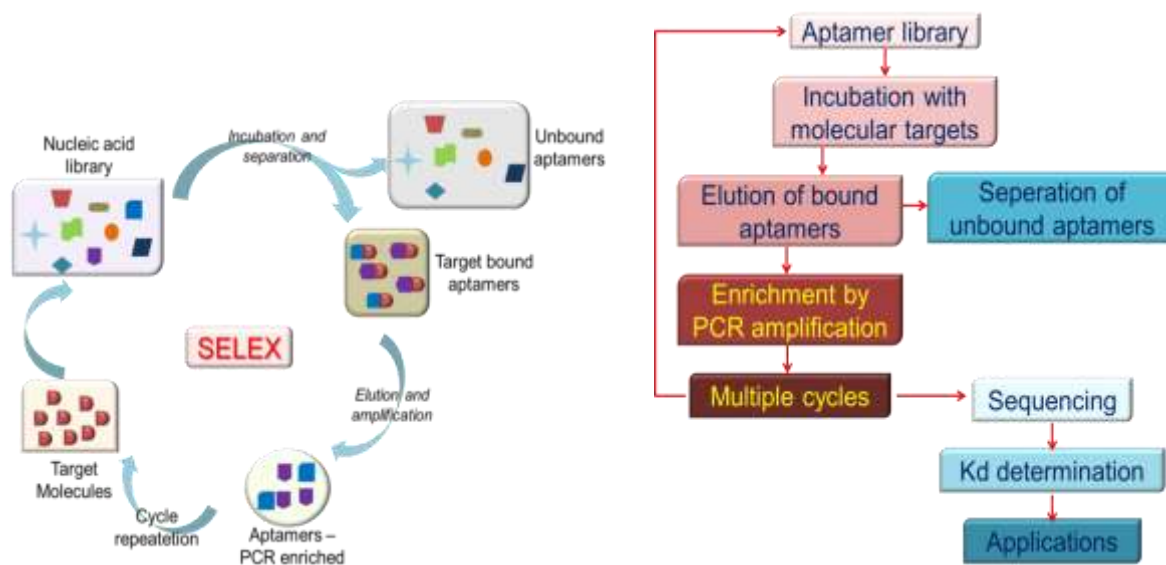 Nucleic acid
library
Incubation and
separation
Unbound
aptamers
Target bound
aptamers
SELEX
Elution and
amplification
Target
Molecules
Cycle
repeatetion
Aptamers –
PCR enriched
Aptamer library
Incubation with
molecular targets
Elution of bound
aptamers
Seperation of
unbound aptamers
Enrichment by
PCR amplification
Multiple cycles
Sequencing
Kd determination
Applications